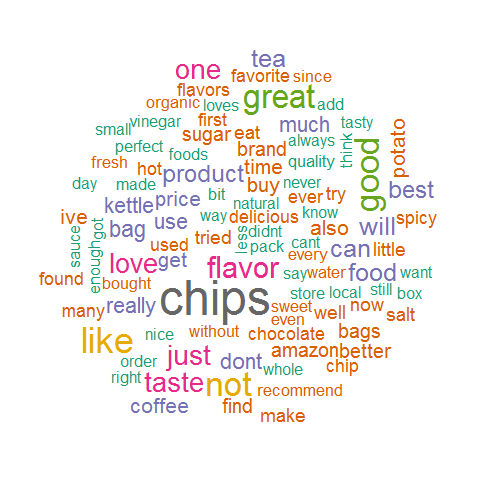 tea
one favorite since
flavors
organic loves great add
vinegar first much tasty
small sugar eat always
perfect brand quality think good potato
fresh hot foods product time never best
day made kettle price bit natural buy ever try
ive bag use way delicious know also will spicy
sauce enough got used tried less didnt pack cant can little
found love get flavor every food want
bought say water
many really chips store local still box
sweet well now salt
like nice without even chocolate bags
order just dont amazon better
right taste not whole chip
coffee find recommend
make